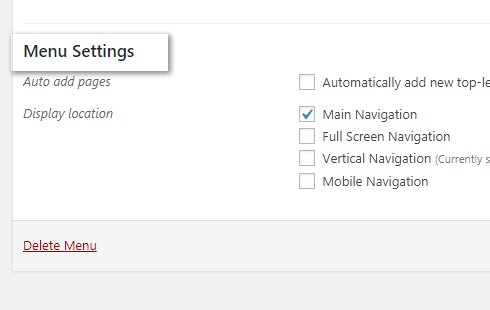 Menu Settings
Auto add pages
Automatically add new top-le
Display location
Main Navigation
Full Screen Navigation
Vertical Navigation (Currently s
Mobile Navigation
Delete Menu